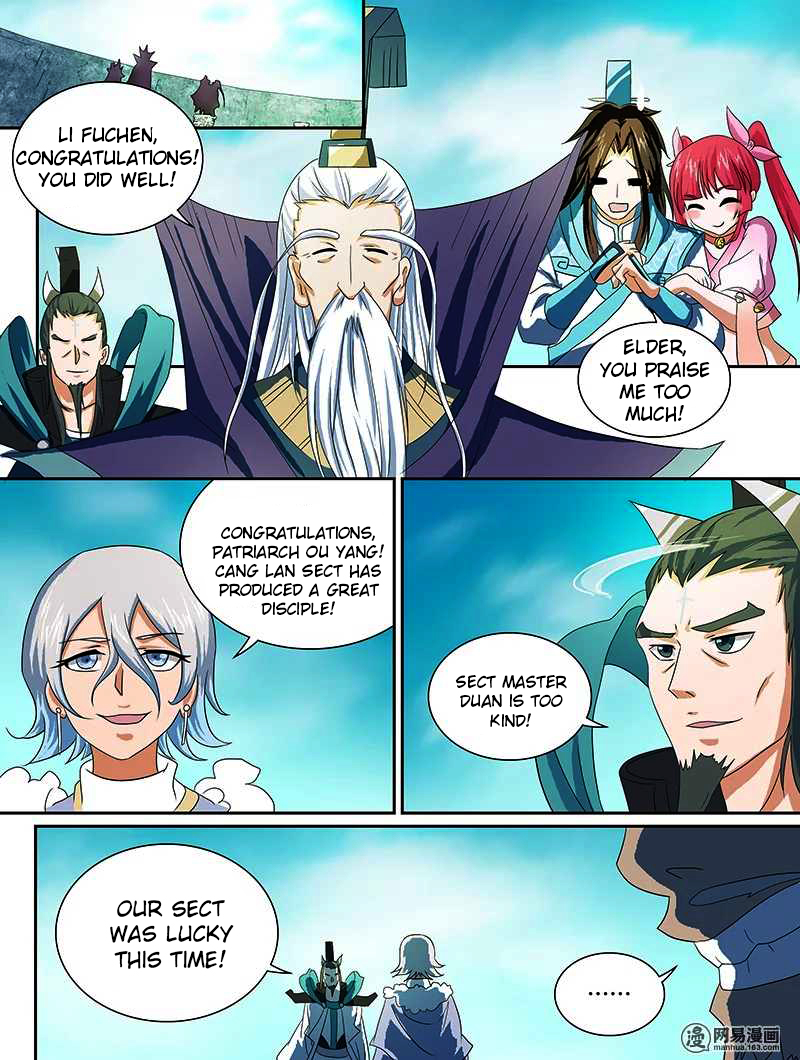 LI FUCHEN,
CONGRATULATIONS!
YOU DID WELL!
ELDER,
YOU PRAISE
ME TOO
MUCH!
CONGRATULATIONS,
PATRIARCH OU YANG!
CANG LAN SECT HAS
PRODUCED A GREAT
DISCIPLE!
SECT MASTER
DUAN IS TOO
KIND!
OUR SECT
WAS LUCKY
THIS TIME!
......
漫 网易漫画
manhua.163.com